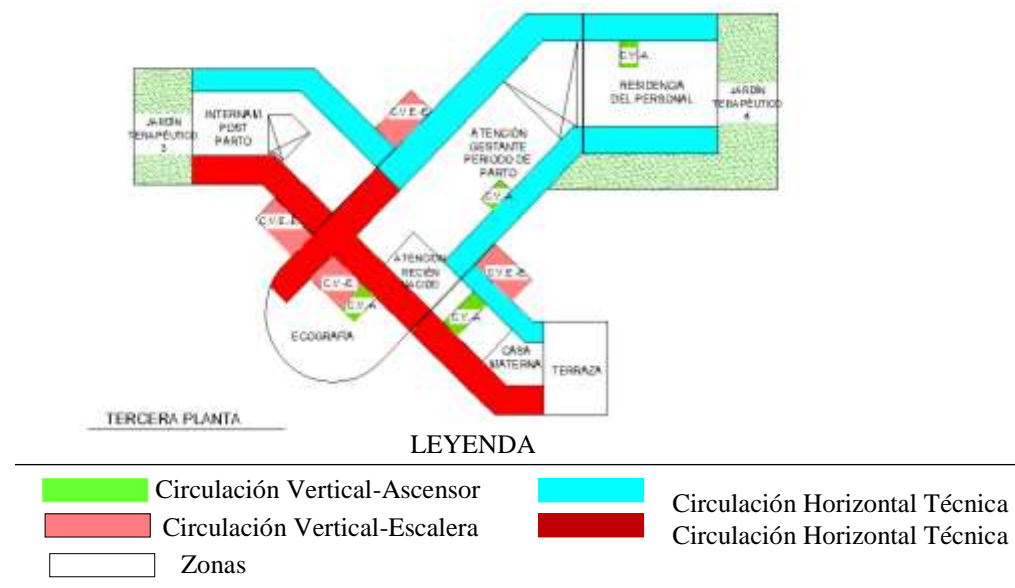 C.V.-A.
RESIDENCIA
DEL PERSONAL
JARDÍN
TERAPÉUTICO
4
C.V.E-E
INTERNAM.
POST
PARTO
JARDÍN
TERAPÉUTICO
3
ATENCIÓN
GESTANTE
PERIODO DE
PARTO
C.V.-A.
C.V.E.-E
ATENCIÓN
RECIÉN
NACIDO
C.V.E-E
C.V.-E.
C.V.-A
C.V.-A
ECOGRAFÍA
CASA
MATERNA
TERRAZA
TERCERA PLANTA
LEYENDA
Circulación Vertical-Ascensor
Circulación Horizontal Técnica
Circulación Vertical-Escalera
Circulación Horizontal Técnica
Zonas